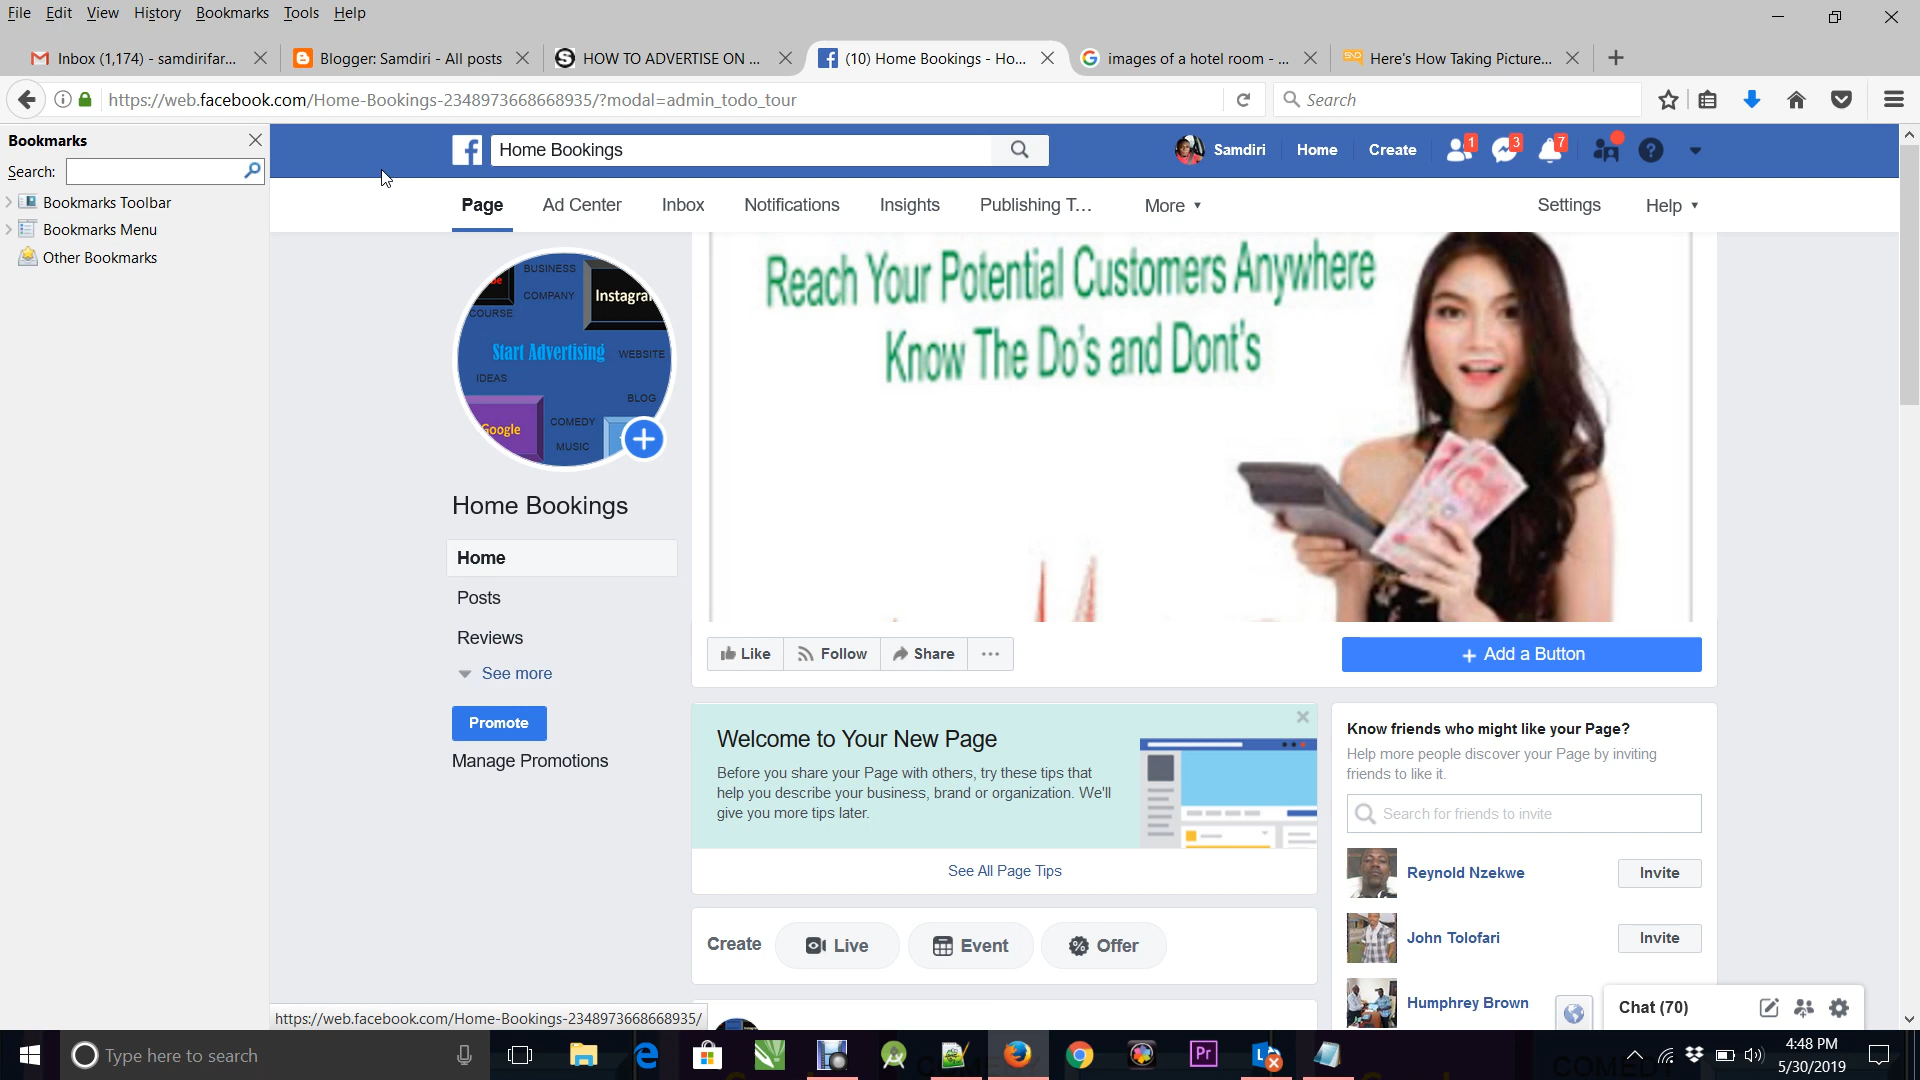 File Edit View History Bookmarks Tools Help
Inbox (1,174) - samdirifar...
Blogger: Samdiri - All posts
HOW TO ADVERTISE ON ...
(10) Home Bookings - Ho...
images of a hotel room - ...
Here's How Taking Picture...
https://web.facebook.com/Home-Bookings-2348973668668935/?modal=admin_todo_tour
Search
Bookmarks
Search:
Bookmarks Toolbar
Bookmarks Menu
Other Bookmarks
Home Bookings
Samdiri Home Create 1 3 7
Page Ad Center Inbox Notifications Insights Publishing T... More Settings Help
BUSINESS
COMPANY
Instagra
COURSE
Start Advertising
WEBSITE
IDEAS
BLOG
Google
COMEDY
MUSIC
Reach Your Potential Customers Anywhere
Know The Do's and Dont's
Home Bookings
Home
Posts
Reviews
See more
Promote
Manage Promotions
Like Follow Share ...
+ Add a Button
Welcome to Your New Page
Before you share your Page with others, try these tips that
help you describe your business, brand or organization. We'll
give you more tips later.
See All Page Tips
Create Live Event Offer
Know friends who might like your Page?
Help more people discover your Page by inviting
friends to like it.
Search for friends to invite
Reynold Nzekwe Invite
John Tolofari Invite
Humphrey Brown
Chat (70)
https://web.facebook.com/Home-Bookings-2348973668668935/
Type here to search
Pr
4:48 PM
5/30/2019